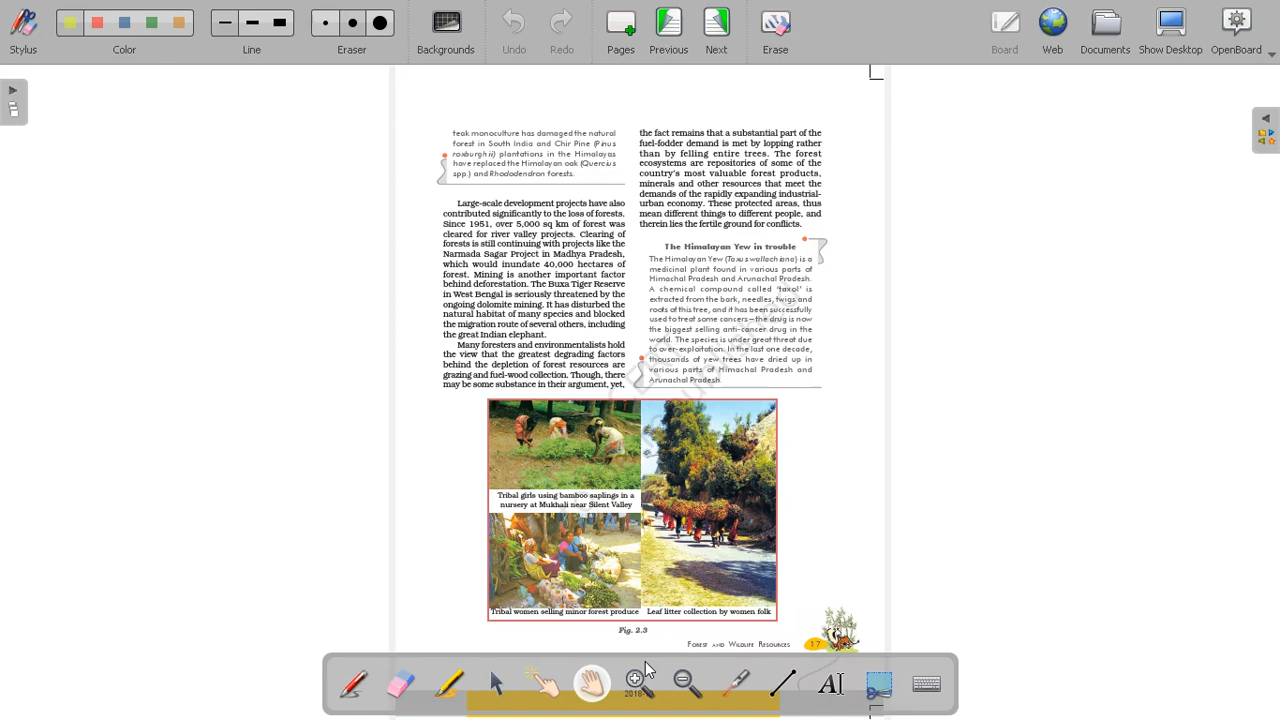 Stylus
Color
Line
Eraser
Backgrounds
Undo
Redo
Pages
Previous
Next
Erase
Board
Web
Documents
Show Desktop
OpenBoard
teak monoculture has damaged the natural
forest in South India and Chir Pine (Pinus
roxburghii) plantations in the Himalayas
have replaced the Himalayan oak (Quercius
spp.) and Rhododendron forests.
Large-scale development projects have also
contributed significantly to the loss of forests.
Since 1951, over 5,000 sq km of forest was
cleared for river valley projects. Clearing of
forests is still continuing with projects like the
Narmada Sagar Project in Madhya Pradesh,
which would inundate 40,000 hectares of
forest. Mining is another important factor
behind deforestation. The Buxa Tiger Reserve
in West Bengal is seriously threatened by the
ongoing dolomite mining. It has disturbed the
natural habitat of many species and blocked
the migration route of several others, including
the great Indian elephant.
Many foresters and environmentalists hold
the view that the greatest degrading factors
behind the depletion of forest resources are
grazing and fuel-wood collection. Though, there
may be some substance in their argument, yet,
the fact remains that a substantial part of the
fuel-fodder demand is met by lopping rather
than by felling entire trees. The forest
ecosystems are repositories of some of the
country's most valuable forest products,
minerals and other resources that meet the
demands of the rapidly expanding industrial-
urban economy. These protected areas, thus
mean different things to different people, and
therein lies the fertile ground for conflicts.
The Himalayan Yew in trouble
The Himalayan Yew (Taxus wallachiana) is a
medicinal plant found in various parts of
Himachal Pradesh and Arunachal Pradesh.
A chemical compound called 'taxol' is
extracted from the bark, needles, twigs and
roots of this tree, and it has been successfully
used to treat some cancers – the drug is now
the biggest selling anti-cancer drug in the
world. The species is under great threat due
to over-exploitation. In the last one decade,
thousands of yew trees have dried up in
various parts of Himachal Pradesh and
Arunachal Pradesh.
Tribal girls using bamboo saplings in a
nursery at Mukhali near Silent Valley
Tribal women selling minor forest produce
Leaf litter collection by women folk
Fig. 2.3
Forest and Wildlife Resources 17